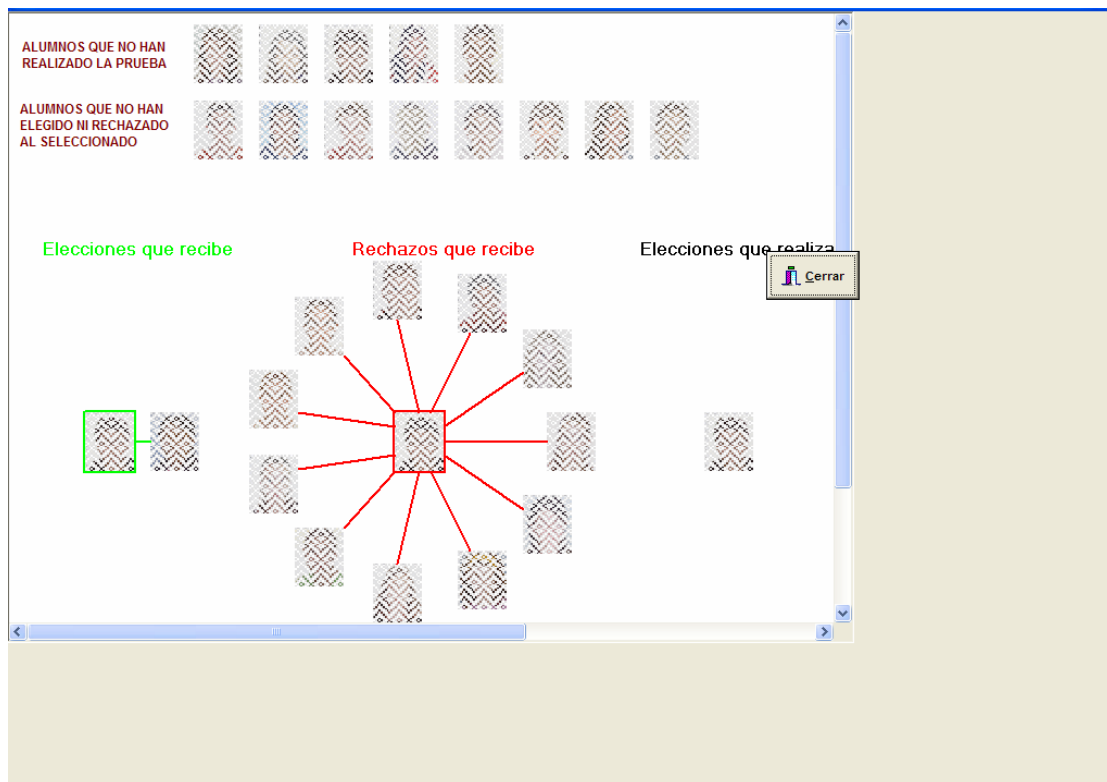 ALUMNOS QUE NO HAN
REALIZADO LA PRUEBA
ALUMNOS QUE NO HAN
ELEGIDO NI RECHAZADO
AL SELECCIONADO
Elecciones que recibe
Rechazos que recibe
Elecciones que realiza
Cerrar